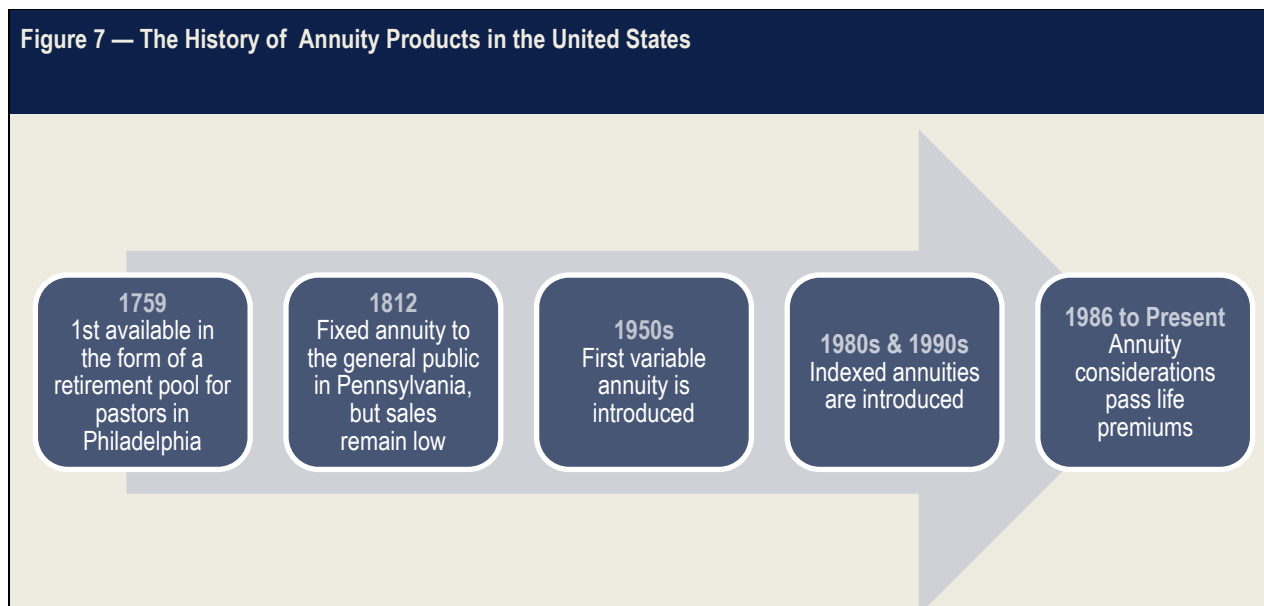 Figure 7 — The History of  Annuity Products in the United States
1759
1st available in
the form of a
retirement pool for
pastors in
Philadelphia
1812
Fixed annuity to
the general public
in Pennsylvania,
but sales
remain low
1950s
First variable
annuity is
introduced
1980s & 1990s
Indexed annuities
are introduced
1986 to Present
Annuity
considerations
pass life
premiums